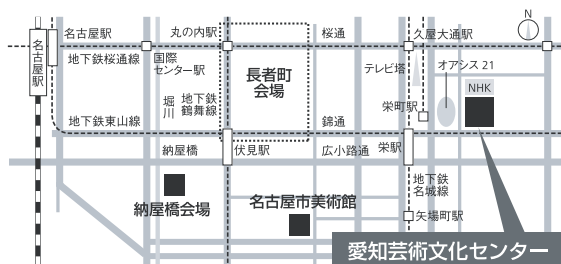 N
名古屋駅
丸の内駅
桜通
久屋大通駅
名古屋駅
地下鉄桜通線
国際
センター駅
テレビ塔
オアシス21
長者町
会場
NHK
堀川
地下鉄
鶴舞線
栄町駅
地下鉄東山線
錦通
納屋橋
伏見駅
広小路通
栄駅
地下鉄
名城線
納屋橋会場
名古屋市美術館
矢場町駅
愛知芸術文化センター